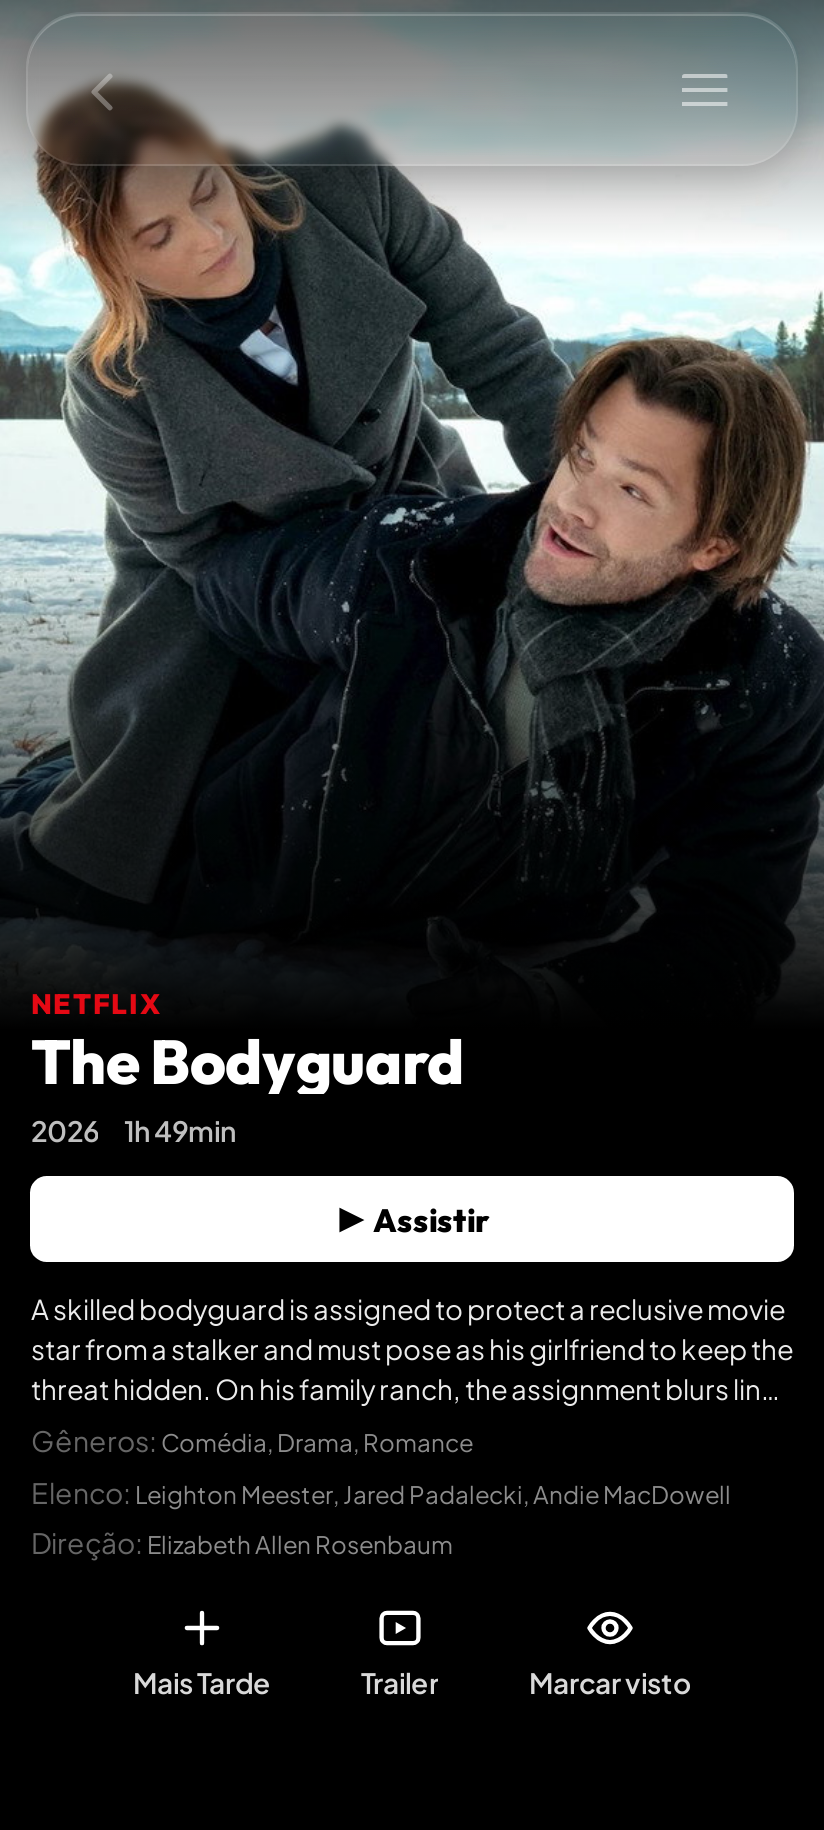 NETFLIX
The Bodyguard
2026 1h 49min
Assistir
A skilled bodyguard is assigned to protect a reclusive movie
star from a stalker and must pose as his girlfriend to keep the
threat hidden. On his family ranch, the assignment blurs lin...
Gêneros: Comédia, Drama, Romance
Elenco: Leighton Meester, Jared Padalecki, Andie MacDowell
Direção: Elizabeth Allen Rosenbaum
Mais Tarde Trailer Marcar visto